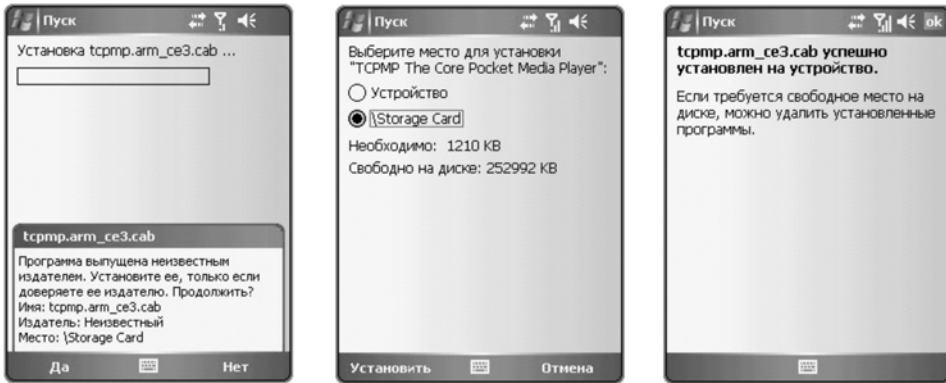 Пуск
Установка tcpmp.arm_ce3.cab ...
tcpmp.arm_ce3.cab
Программа выпущена неизвестным
издателем. Установите ее, только если
доверяете ее издателю. Продолжить?
Имя: tcpmp.arm_ce3.cab
Издатель: Неизвестный
Место: \Storage Card
Да
Нет
Пуск
Выберите место для установки
"TCPMP The Core Pocket Media Player":
Устройство
\Storage Card
Необходимо: 1210 KB
Свободно на диске: 252992 KB
Установить
Отмена
Пуск
ok
tcpmp.arm_ce3.cab успешно
установлен на устройство.
Если требуется свободное место на
диске, можно удалить установленные
программы.